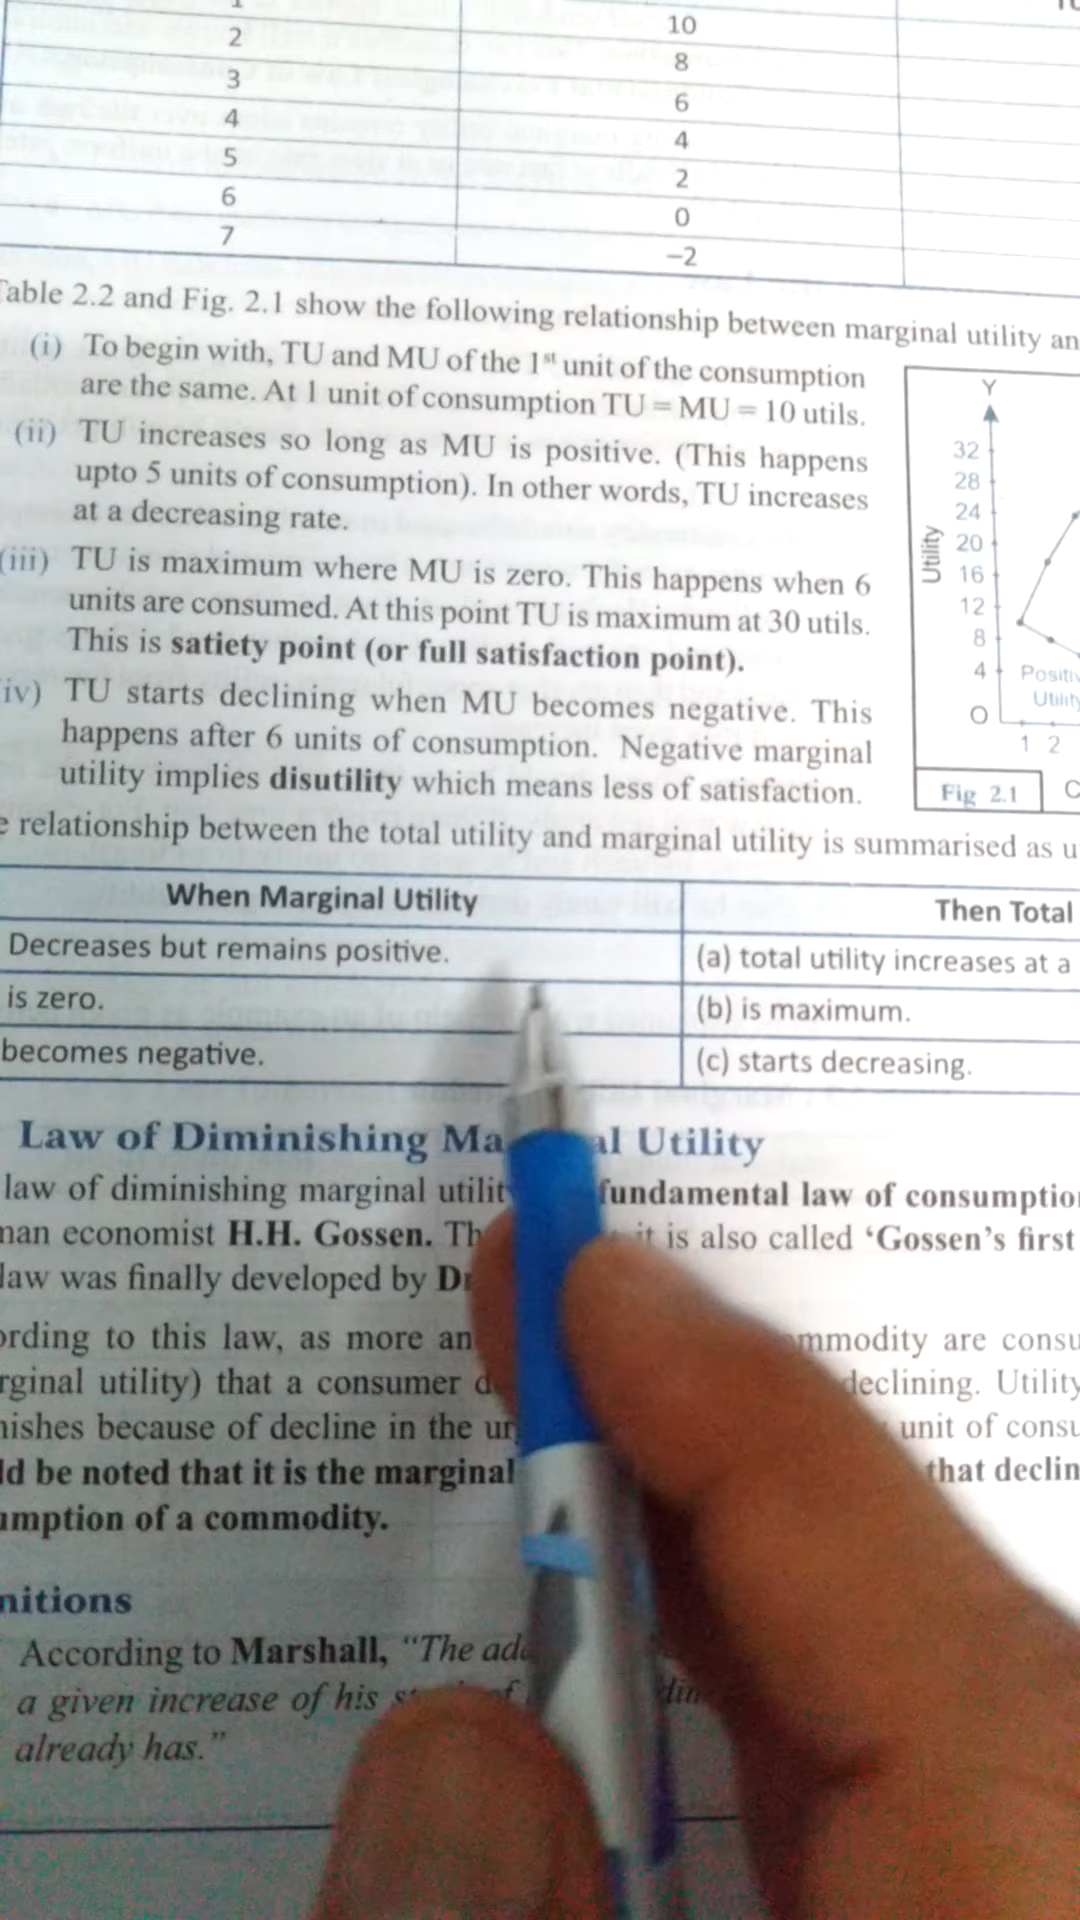 2 10
3 8
4 6
5 4
6 2
7 0
-2
Table 2.2 and Fig. 2.1 show the following relationship between marginal utility an
(i) To begin with, TU and MU of the 1st unit of the consumption
are the same. At 1 unit of consumption TU = MU = 10 utils.
(ii) TU increases so long as MU is positive. (This happens
upto 5 units of consumption). In other words, TU increases
at a decreasing rate.
(iii) TU is maximum where MU is zero. This happens when 6
units are consumed. At this point TU is maximum at 30 utils.
This is satiety point (or full satisfaction point).
iv) TU starts declining when MU becomes negative. This
happens after 6 units of consumption. Negative marginal
utility implies disutility which means less of satisfaction.
Y
32
28
24
20
16
12
8
4
O
Utility
Positiv
Utility
1 2
Fig 2.1 C
e relationship between the total utility and marginal utility is summarised as u
When Marginal Utility Then Total
Decreases but remains positive. (a) total utility increases at a
is zero. (b) is maximum.
becomes negative. (c) starts decreasing.
Law of Diminishing Ma al Utility
law of diminishing marginal utilit fundamental law of consumption
man economist H.H. Gossen. Th it is also called ‘Gossen’s first
law was finally developed by D
ording to this law, as more an mmodity are consu
rginal utility) that a consumer d declining. Utility
nishes because of decline in the ur unit of consu
ld be noted that it is the marginal that declin
umption of a commodity.
nitions
According to Marshall, “The add
a given increase of his st of
already has.”